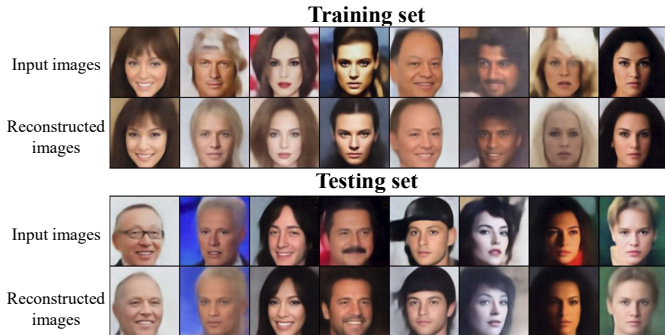 Training set
Input images
Reconstructed
images
Testing set
Input images
Reconstructed
images